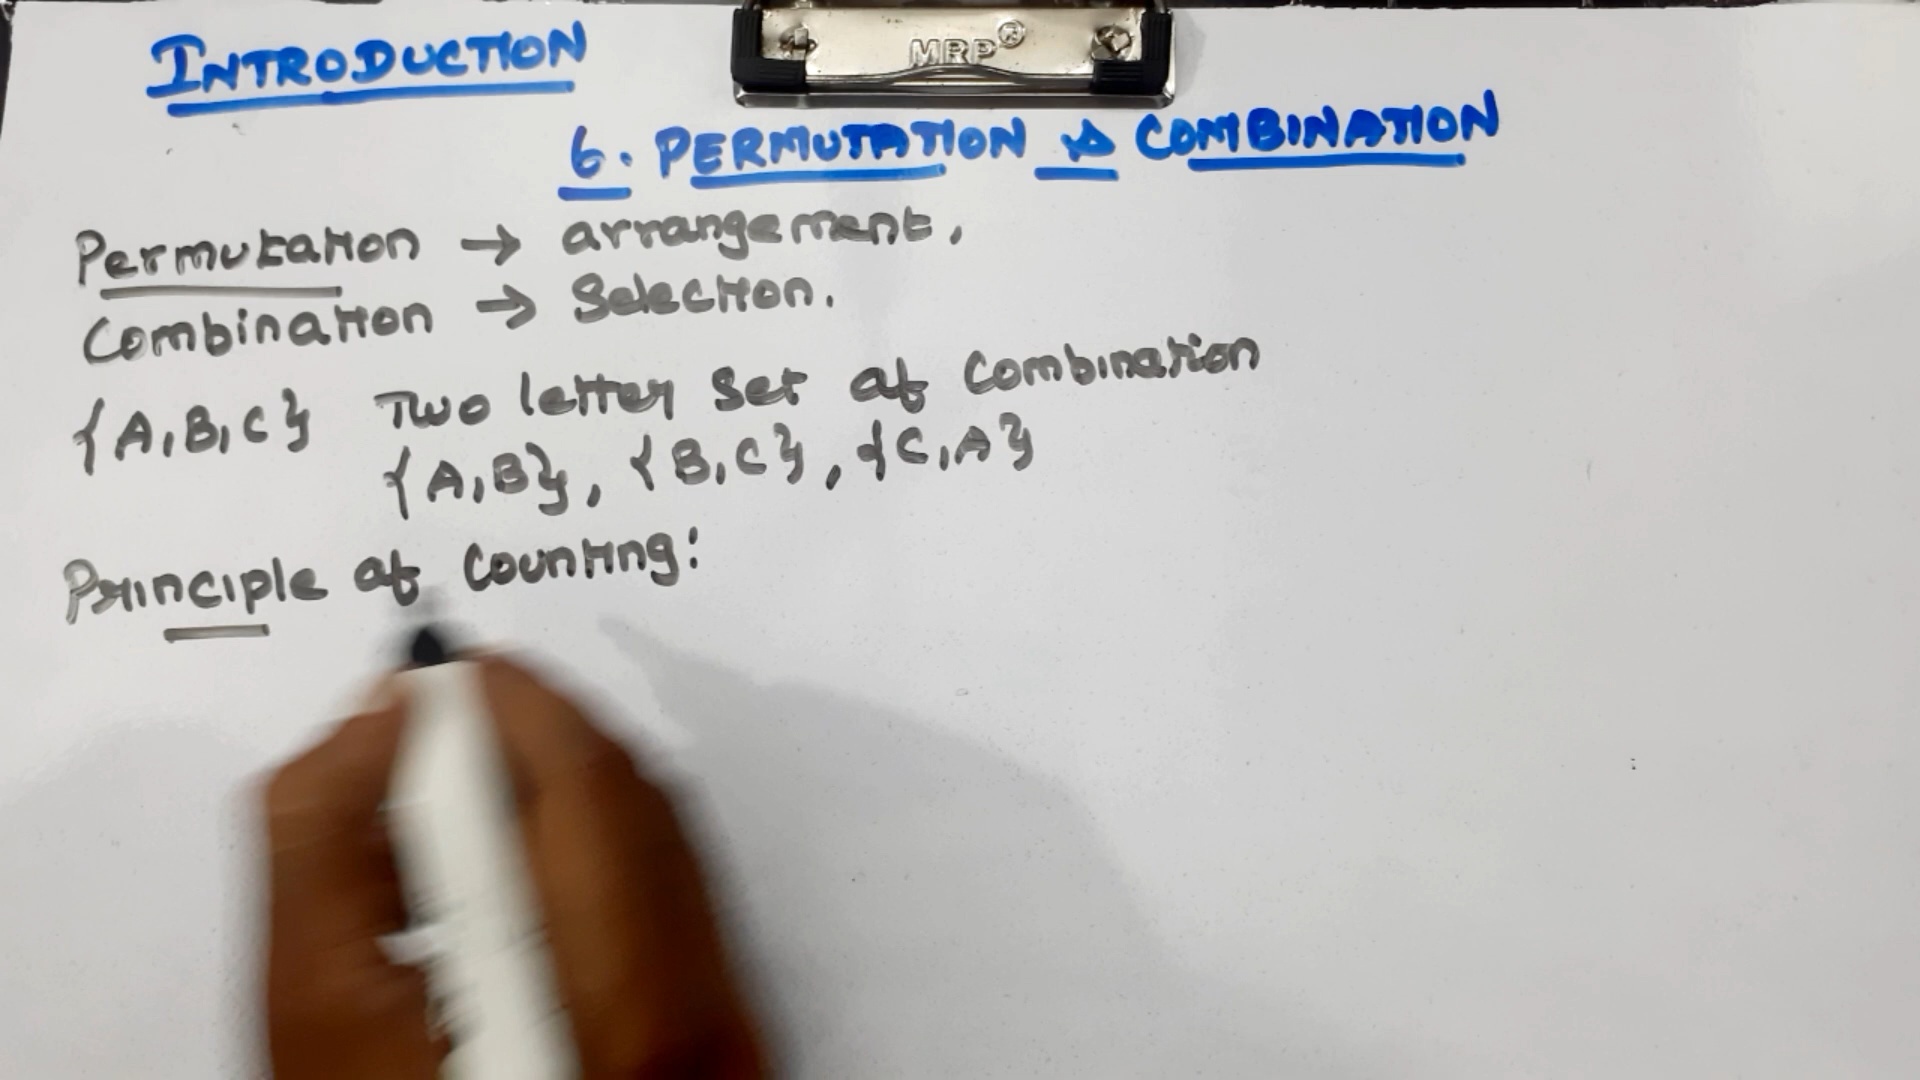 INTRODUCTION
MRP®
6. PERMUTATION & COMBINATION
Permutation → arrangement.
Combination → Selection.
{A,B,C} Two letter Set of Combination
{A,B}, {B,C}, {C,A}
Principle of Counting: